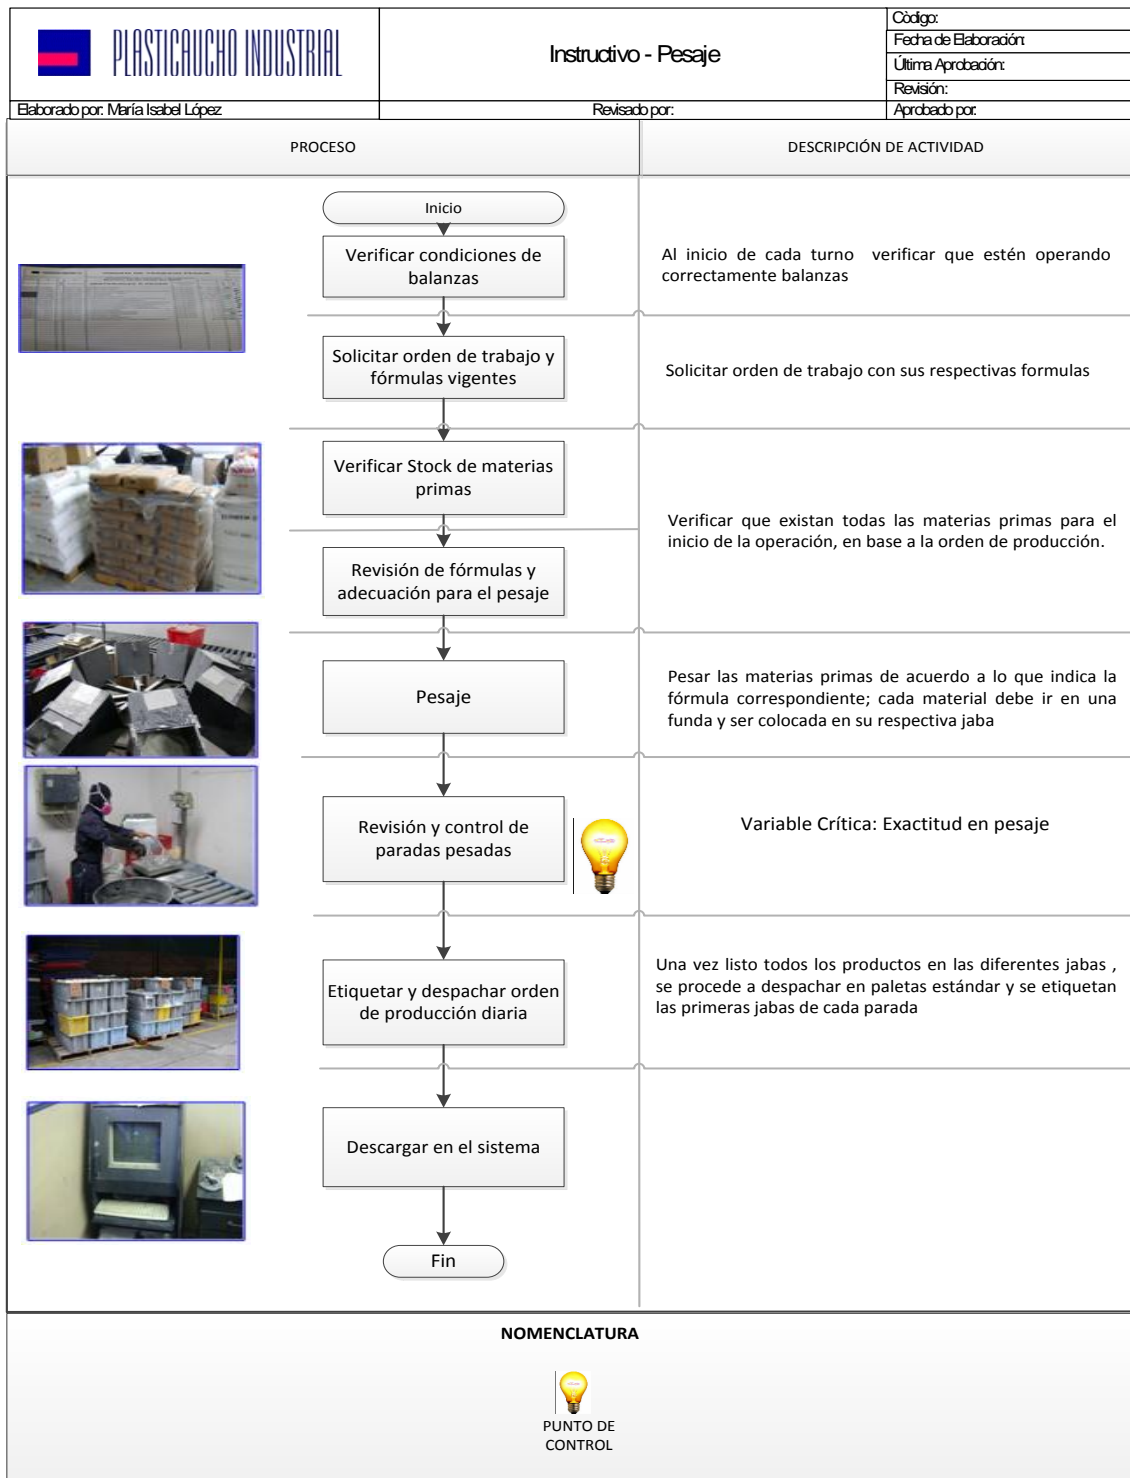 PLASTICAUCHO INDUSTRIAL
Instructivo - Pesaje
Còdigo:
Fecha de Elaboración:
Última Aprobación:
Revisión:
Elaborado por: María Isabel López
Revisado por:
Aprobado por:
PROCESO
DESCRIPCIÓN DE ACTIVIDAD
Inicio
Verificar condiciones de
balanzas
Al inicio de cada turno verificar que estén operando
correctamente balanzas
Solicitar orden de trabajo y
fórmulas vigentes
Solicitar orden de trabajo con sus respectivas formulas
Verificar Stock de materias
primas
Verificar que existan todas las materias primas para el
inicio de la operación, en base a la orden de producción.
Revisión de fórmulas y
adecuación para el pesaje
Pesaje
Pesar las materias primas de acuerdo a lo que indica la
fórmula correspondiente; cada material debe ir en una
funda y ser colocada en su respectiva jaba
Revisión y control de
paradas pesadas
Variable Crítica: Exactitud en pesaje
Etiquetar y despachar orden
de producción diaria
Una vez listo todos los productos en las diferentes jabas ,
se procede a despachar en paletas estándar y se etiquetan
las primeras jabas de cada parada
Descargar en el sistema
Fin
NOMENCLATURA
PUNTO DE
CONTROL